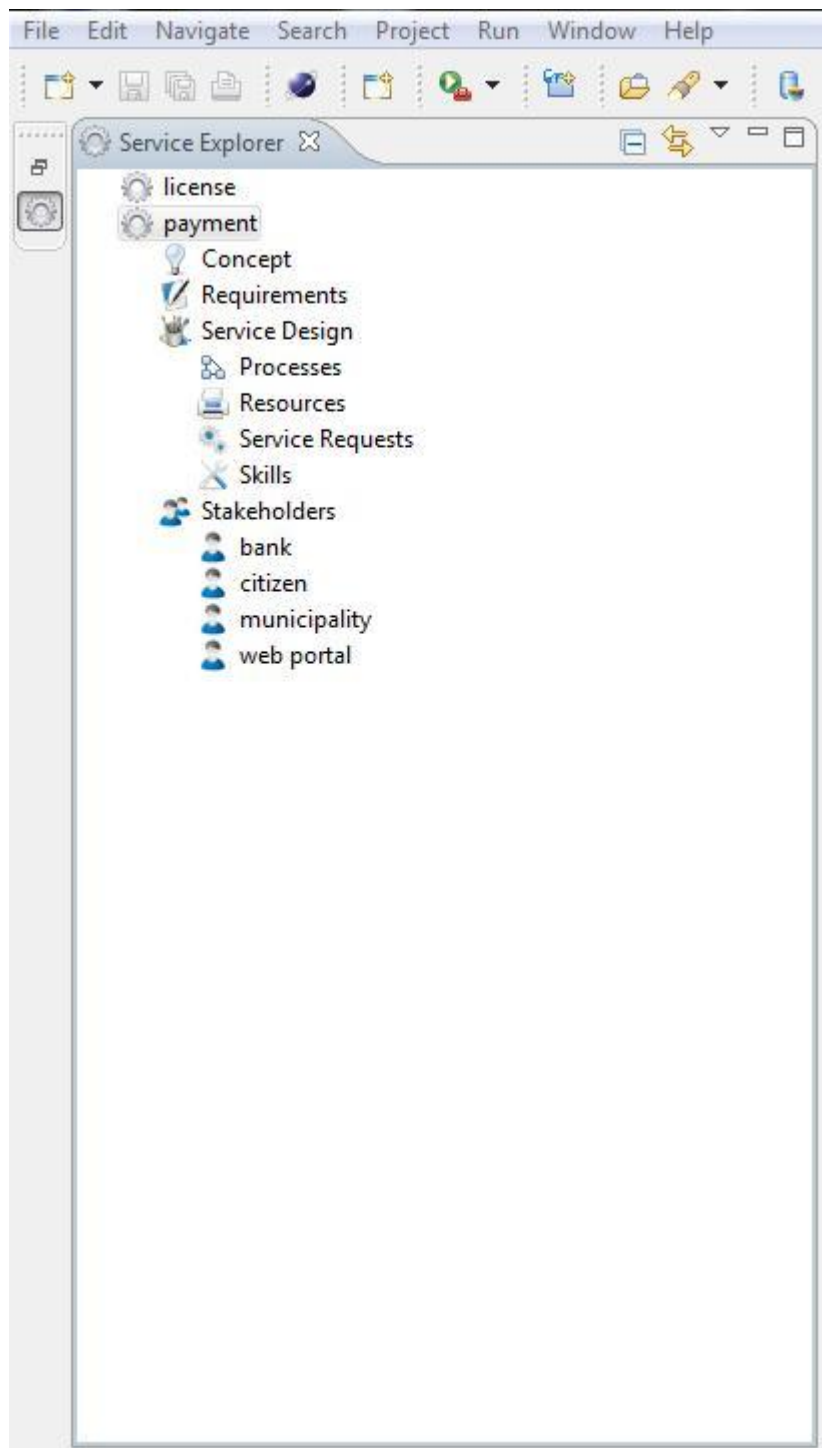 File Edit Navigate Search Project Run Window Help
Service Explorer
license
payment
Concept
Requirements
Service Design
Processes
Resources
Service Requests
Skills
Stakeholders
bank
citizen
municipality
web portal